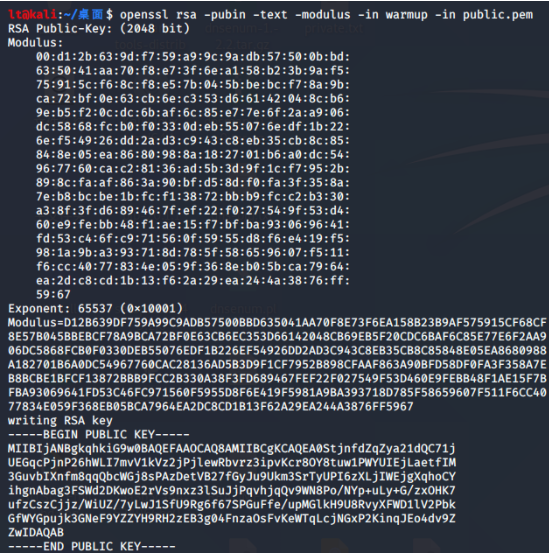 lt@kali:~/桌面$ openssl rsa -pubin -text -modulus -in warmup -in public.pem
RSA Public-Key: (2048 bit)
Modulus:
00:d1:2b:63:9d:f7:59:a9:9c:9a:db:57:50:0b:bd:
63:50:41:aa:70:f8:e7:3f:6e:a1:58:b2:3b:9a:f5:
75:91:5c:f6:8c:f8:e5:7b:04:5b:be:bc:f7:8a:9b:
ca:72:bf:0e:63:cb:6e:c3:53:d6:61:42:04:8c:b6:
9e:b5:f2:0c:dc:6b:af:6c:85:e7:7e:6f:2a:a9:06:
dc:58:68:fc:b0:f0:33:0d:eb:55:07:6e:df:1b:22:
6e:f5:49:26:dd:2a:d3:c9:43:c8:eb:35:cb:8c:85:
84:8e:05:ea:86:80:98:8a:18:27:01:b6:a0:dc:54:
96:77:60:ca:c2:81:36:ad:5b:3d:9f:1c:f7:95:2b:
89:8c:fa:af:86:3a:90:bf:d5:8d:f0:fa:3f:35:8a:
7e:b8:bc:be:1b:fc:f1:38:72:bb:b9:fc:c2:b3:30:
a3:8f:3f:d6:89:46:7f:ef:22:f0:27:54:9f:53:d4:
60:e9:fe:bb:48:f1:ae:15:f7:bf:ba:93:06:96:41:
fd:53:c4:6f:c9:71:56:0f:59:55:d8:f6:e4:19:f5:
98:1a:9b:a3:93:71:8d:78:5f:58:65:96:07:f5:11:
f6:cc:40:77:83:4e:05:9f:36:8e:b0:5b:ca:79:64:
ea:2d:c8:cd:1b:13:f6:2a:29:ea:24:4a:38:76:ff:
59:67
Exponent: 65537 (0×10001)
Modulus=D12B639DF759A99C9ADB57500BBD635041AA70F8E73F6EA158B23B9AF575915CF68CF
8E57B045BBEBCF78A9BCA72BF0E63CB6EC353D66142048CB69EB5F20CDC6BAF6C85E77E6F2AA9
06DC5868FCB0F0330DEB55076EDF1B226EF54926DD2AD3C943C8EB35CB8C85848E05EA8680988
A182701B6A0DC54967760CAC28136AD5B3D9F1CF7952B898CFAAF863A90BFD58DF0FA3F358A7E
B8BCBE1BFCF13872BBB9FCC2B330A38F3FD689467FEF22F027549F53D460E9FEBB48F1AE15F7B
FBA93069641FD53C46FC971560F5955D8F6E419F5981A9BA393718D785F58659607F511F6CC40
77834E059F368EB05BCA7964EA2DC8CD1B13F62A29EA244A3876FF5967
writing RSA key
-----BEGIN PUBLIC KEY-----
MIIBIjANBgkqhkiG9w0BAQEFAAOCAQ8AMIIBCgKCAQEA0StjnfdZqZya21dQC71j
UEGqcPjnP26hWLI7mvV1kVz2jPjlewRbvrz3ipvKcr8OY8tuw1PWYUIEjLaetfIM
3GuvbIXnfm8qqQbcWGj8sPAzDetVB27fGyJu9Ukm3SrTyUPI6zXLjIWEjgXqhoCY
ihgnAbag3FSWd2DKwoE2rVs9nxz3lSuJjPqvhjqQv9WN8Po/NYp+uLy+G/zxOHK7
ufzCszCjjz/WiUZ/7yLwJ1SfU9Rg6f67SPGuFfe/upMGlkH9U8RvyXFWD1lV2Pbk
GfWYGpujk3GNeF9YZZYH9RH2zEB3g04FnzaOsFvKeWTqLcjNGxP2KinqJEo4dv9Z
ZwIDAQAB
-----END PUBLIC KEY-----